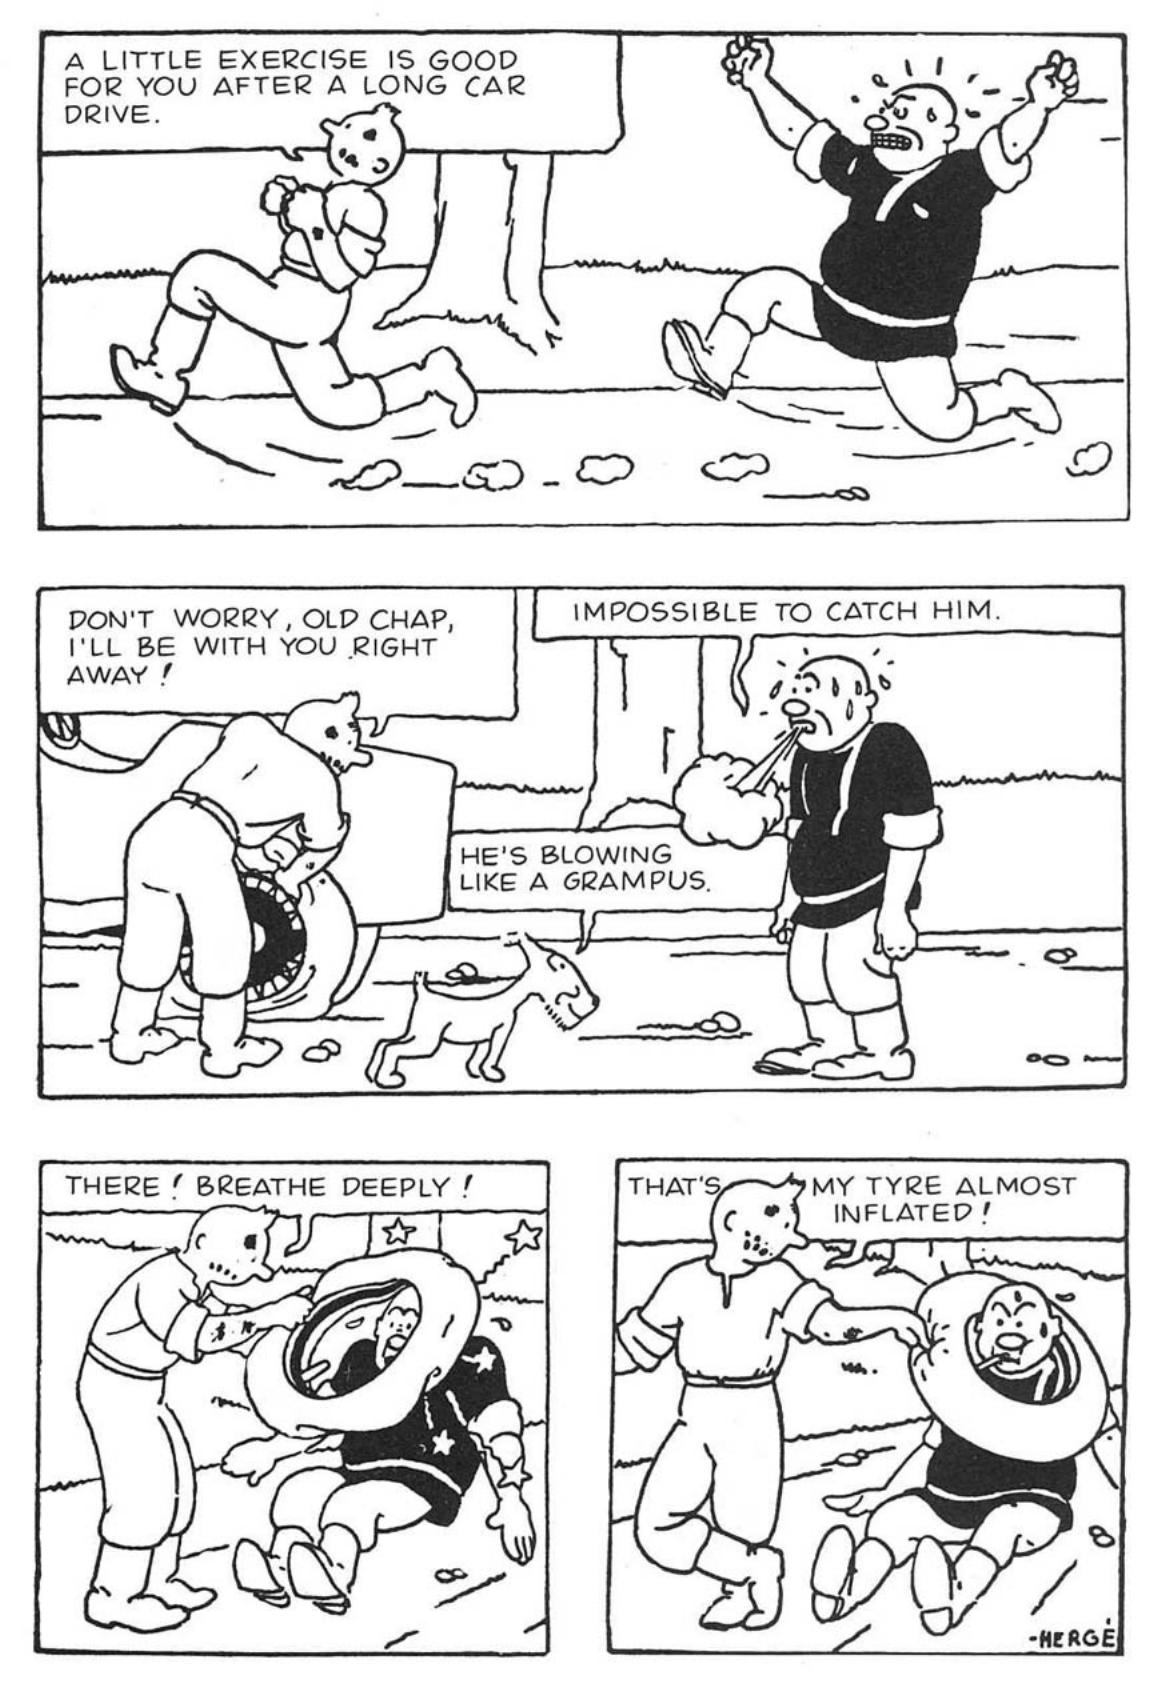 A LITTLE EXERCISE IS GOOD
FOR YOU AFTER A LONG CAR
DRIVE.
DON'T WORRY, OLD CHAP,
I'LL BE WITH YOU RIGHT
AWAY!
IMPOSSIBLE TO CATCH HIM.
HE'S BLOWING
LIKE A GRAMPUS.
THERE! BREATHE DEEPLY!
THAT'S MY TYRE ALMOST
INFLATED!
-HERGÉ